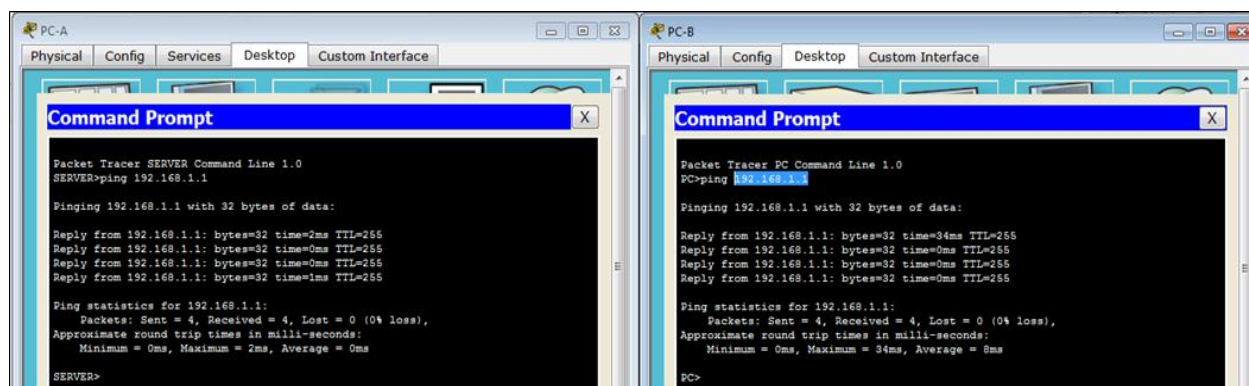 PC-A
Physical Config Services Desktop Custom Interface
Command Prompt X
Packet Tracer SERVER Command Line 1.0
SERVER>ping 192.168.1.1
Pinging 192.168.1.1 with 32 bytes of data:
Reply from 192.168.1.1: bytes=32 time=2ms TTL=255
Reply from 192.168.1.1: bytes=32 time=0ms TTL=255
Reply from 192.168.1.1: bytes=32 time=0ms TTL=255
Reply from 192.168.1.1: bytes=32 time=1ms TTL=255
Ping statistics for 192.168.1.1:
Packets: Sent = 4, Received = 4, Lost = 0 (0% loss),
Approximate round trip times in milli-seconds:
Minimum = 0ms, Maximum = 2ms, Average = 0ms
SERVER>
PC-B
Physical Config Desktop Custom Interface
Command Prompt X
Packet Tracer PC Command Line 1.0
PC>ping 192.168.1.1
Pinging 192.168.1.1 with 32 bytes of data:
Reply from 192.168.1.1: bytes=32 time=34ms TTL=255
Reply from 192.168.1.1: bytes=32 time=0ms TTL=255
Reply from 192.168.1.1: bytes=32 time=0ms TTL=255
Reply from 192.168.1.1: bytes=32 time=0ms TTL=255
Ping statistics for 192.168.1.1:
Packets: Sent = 4, Received = 4, Lost = 0 (0% loss),
Approximate round trip times in milli-seconds:
Minimum = 0ms, Maximum = 34ms, Average = 8ms
PC>